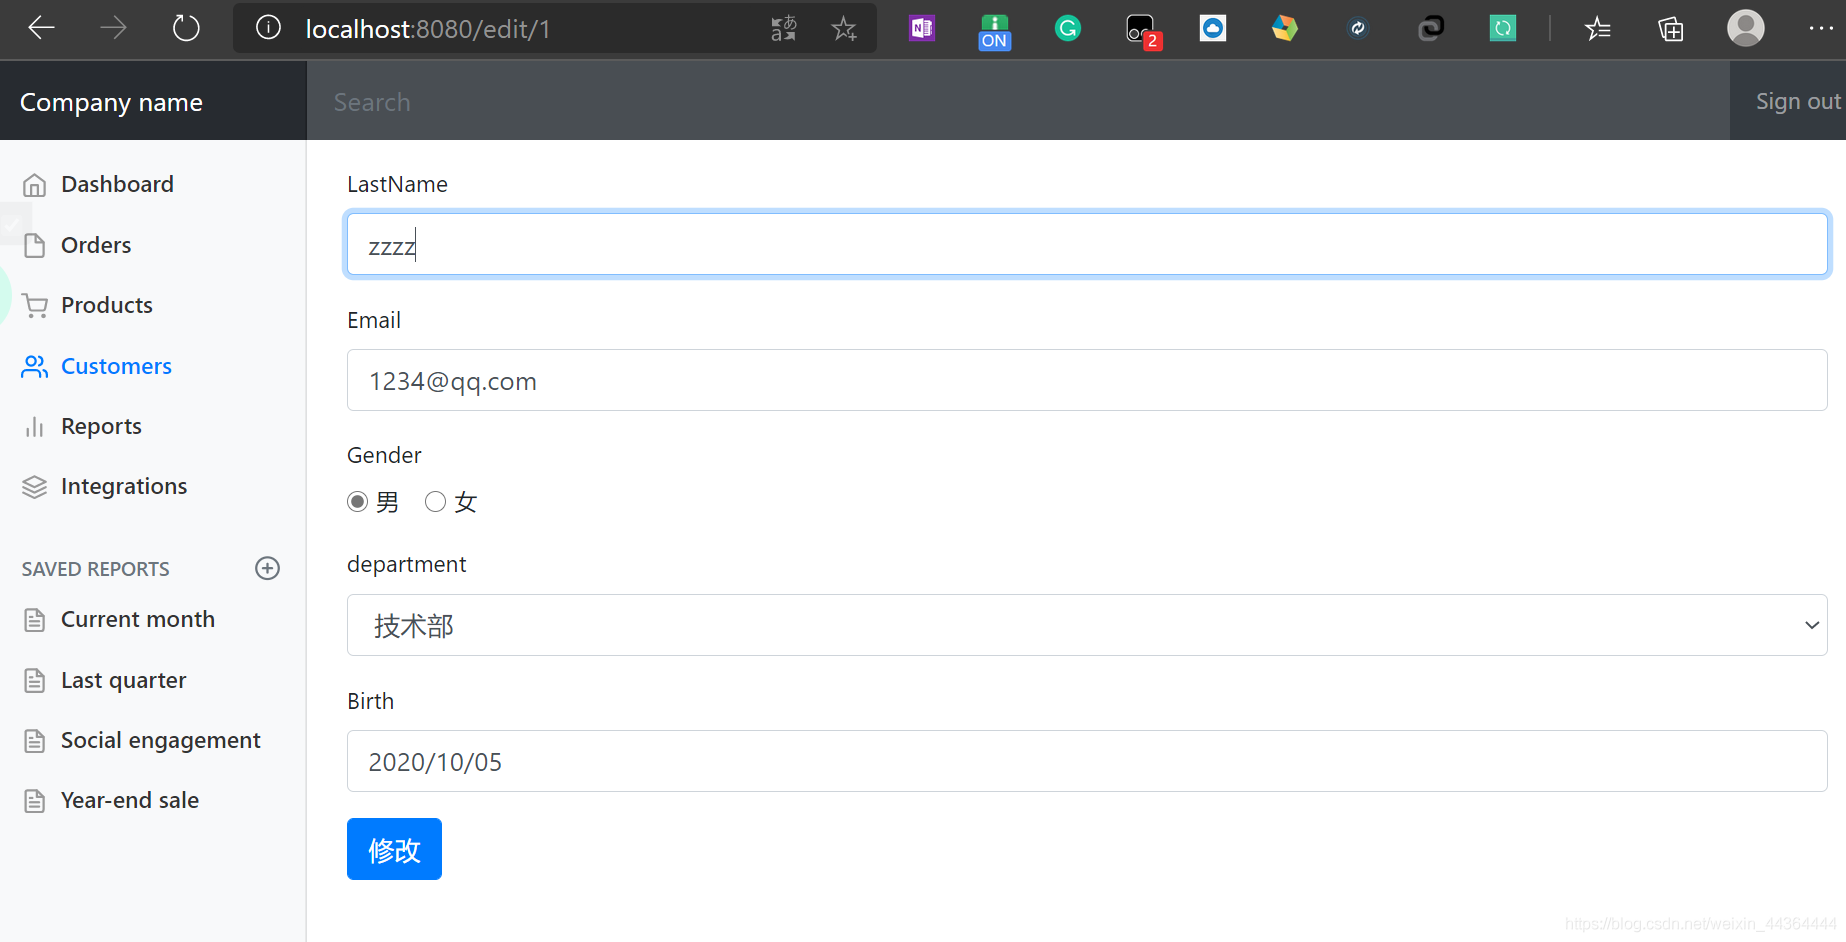 localhost:8080/edit/1
ON
2
Company name
Search
Sign out
Dashboard
Orders
Products
Customers
Reports
Integrations
SAVED REPORTS
Current month
Last quarter
Social engagement
Year-end sale
LastName
zzzz
Email
1234@qq.com
Gender
男 女
department
技术部
Birth
2020/10/05
修改
https://blog.csdn.net/weixin_44364444